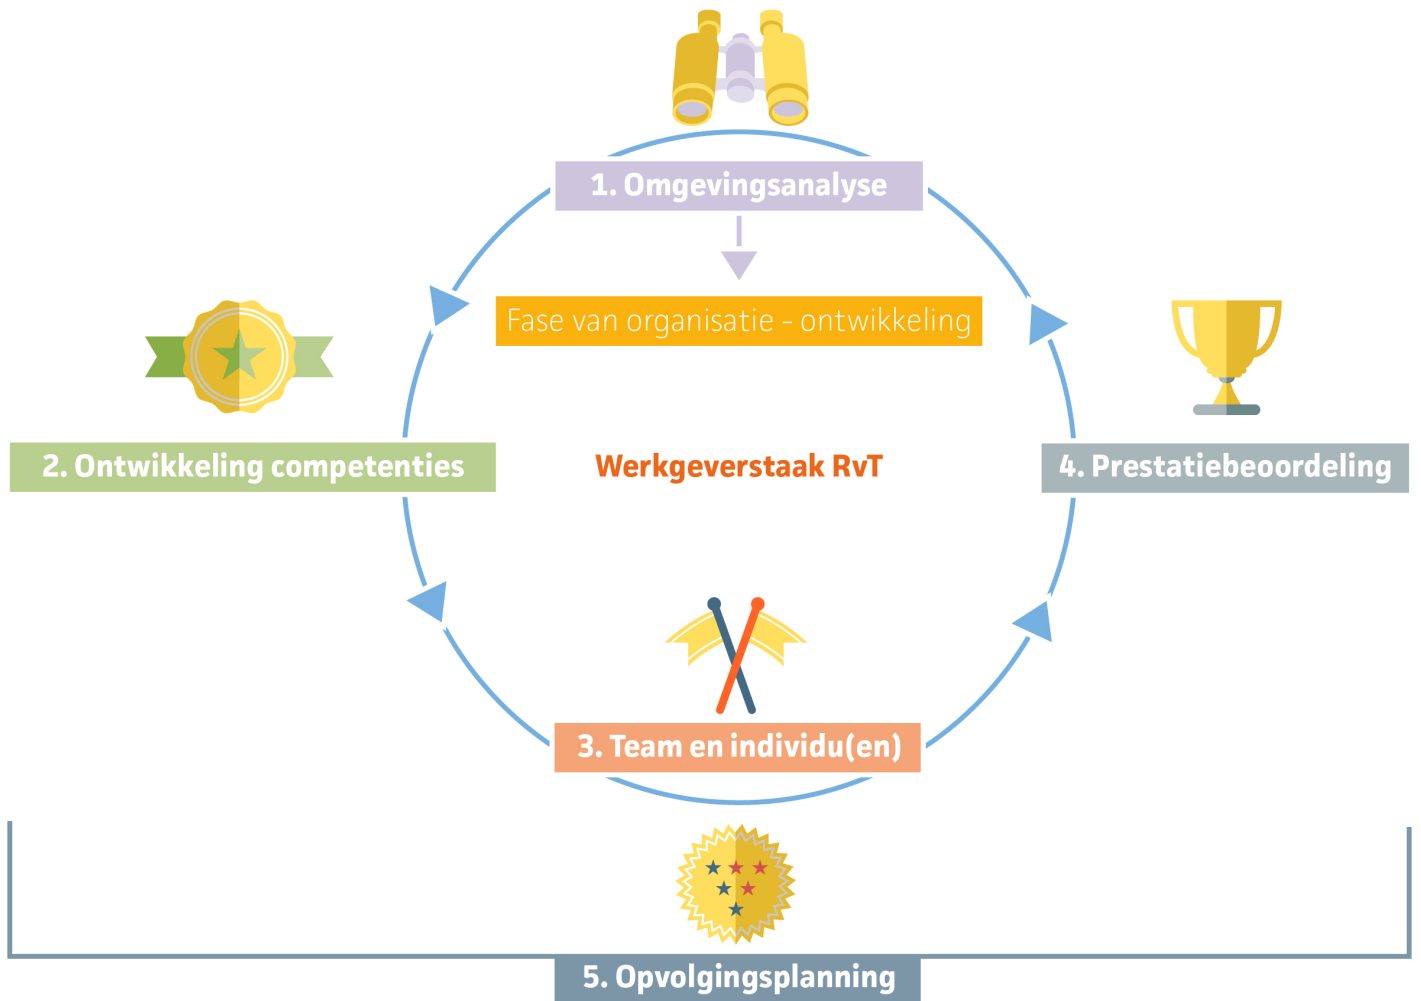 1. Omgevingsanalyse
Fase van organisatie - ontwikkeling
2. Ontwikkeling competenties
Werkgeverstaak RvT
4. Prestatiebeoordeling
3. Team en individu(en)
5. Opvolgingsplanning